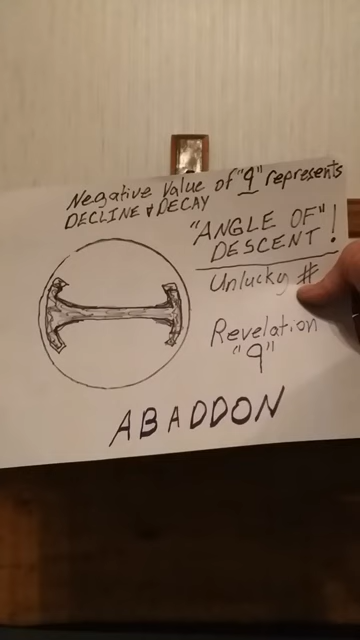 Negative Value of "9" represents
DECLINE & DECAY
"ANGLE OF"
DESCENT!
Unlucky #
Revelation
"9"
ABADDON